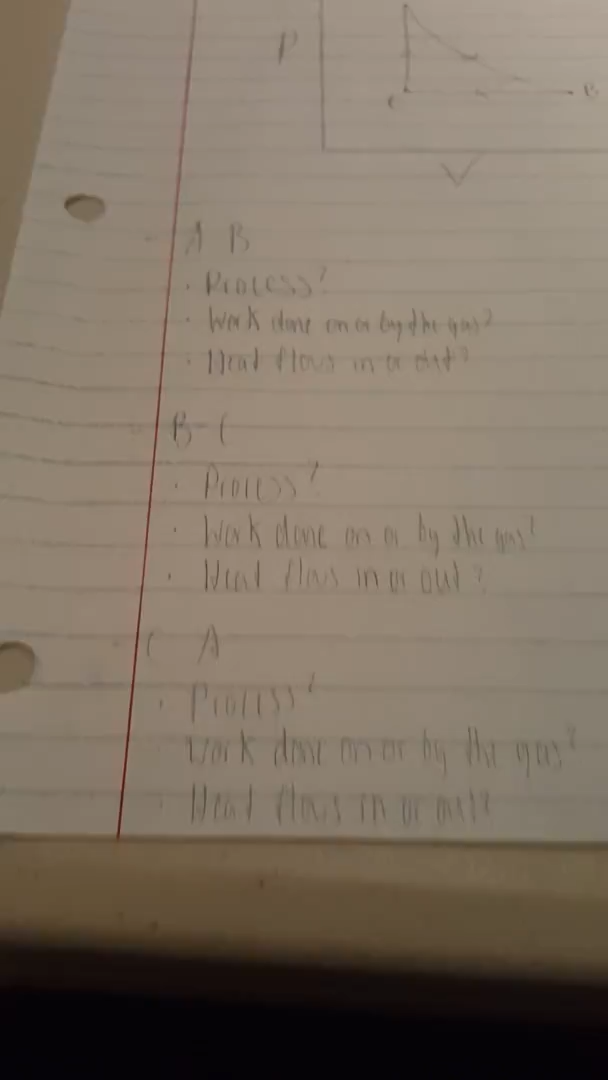 P
C B
V
A B
· Process?
· Work done on or by the gas?
· Heat flows in or out?
B-C
· Process?
· Work done on or by the gas?
· Heat flows in or out?
C A
· Process?
Work done on or by the gas?
· Heat flows in or out?